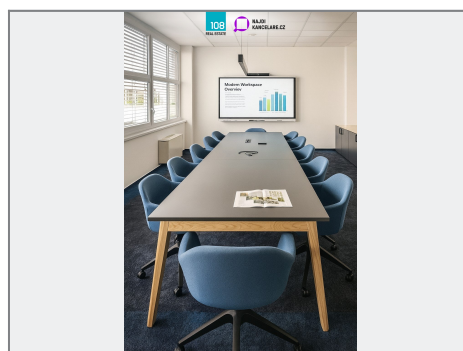 108
REAL ESTATE
NAJDI
KANCELARE.CZ
Modern Workspace
Overview